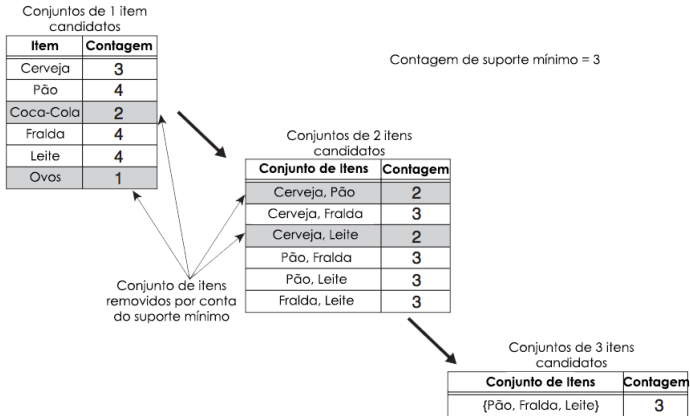 Conjuntos de 1 item
candidatos
Item Contagem
Cerveja 3
Pão 4
Coca-Cola 2
Fralda 4
Leite 4
Ovos 1
Contagem de suporte mínimo = 3
Conjuntos de 2 itens
candidatos
Conjunto de Itens Contagem
Cerveja, Pão 2
Cerveja, Fralda 3
Cerveja, Leite 2
Pão, Fralda 3
Pão, Leite 3
Fralda, Leite 3
Conjunto de itens
removidos por conta
do suporte mínimo
Conjuntos de 3 itens
candidatos
Conjunto de Itens Contagem
{Pão, Fralda, Leite} 3